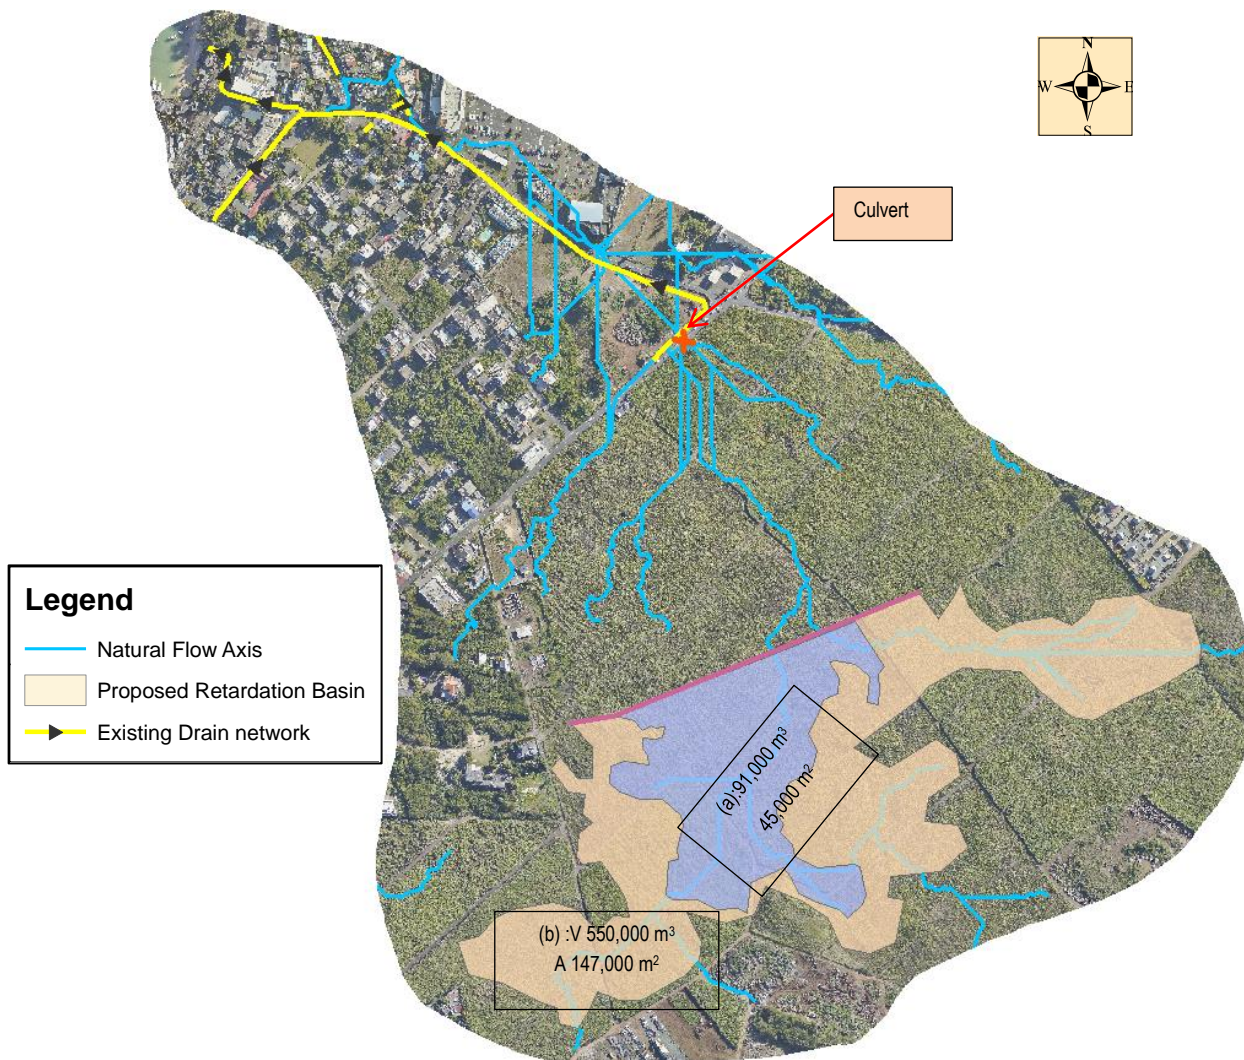 N
W E
S
Culvert
Legend
Natural Flow Axis
Proposed Retardation Basin
Existing Drain network
(a):91,000 m³
45,000 m²
(b) :V 550,000 m³
A 147,000 m²